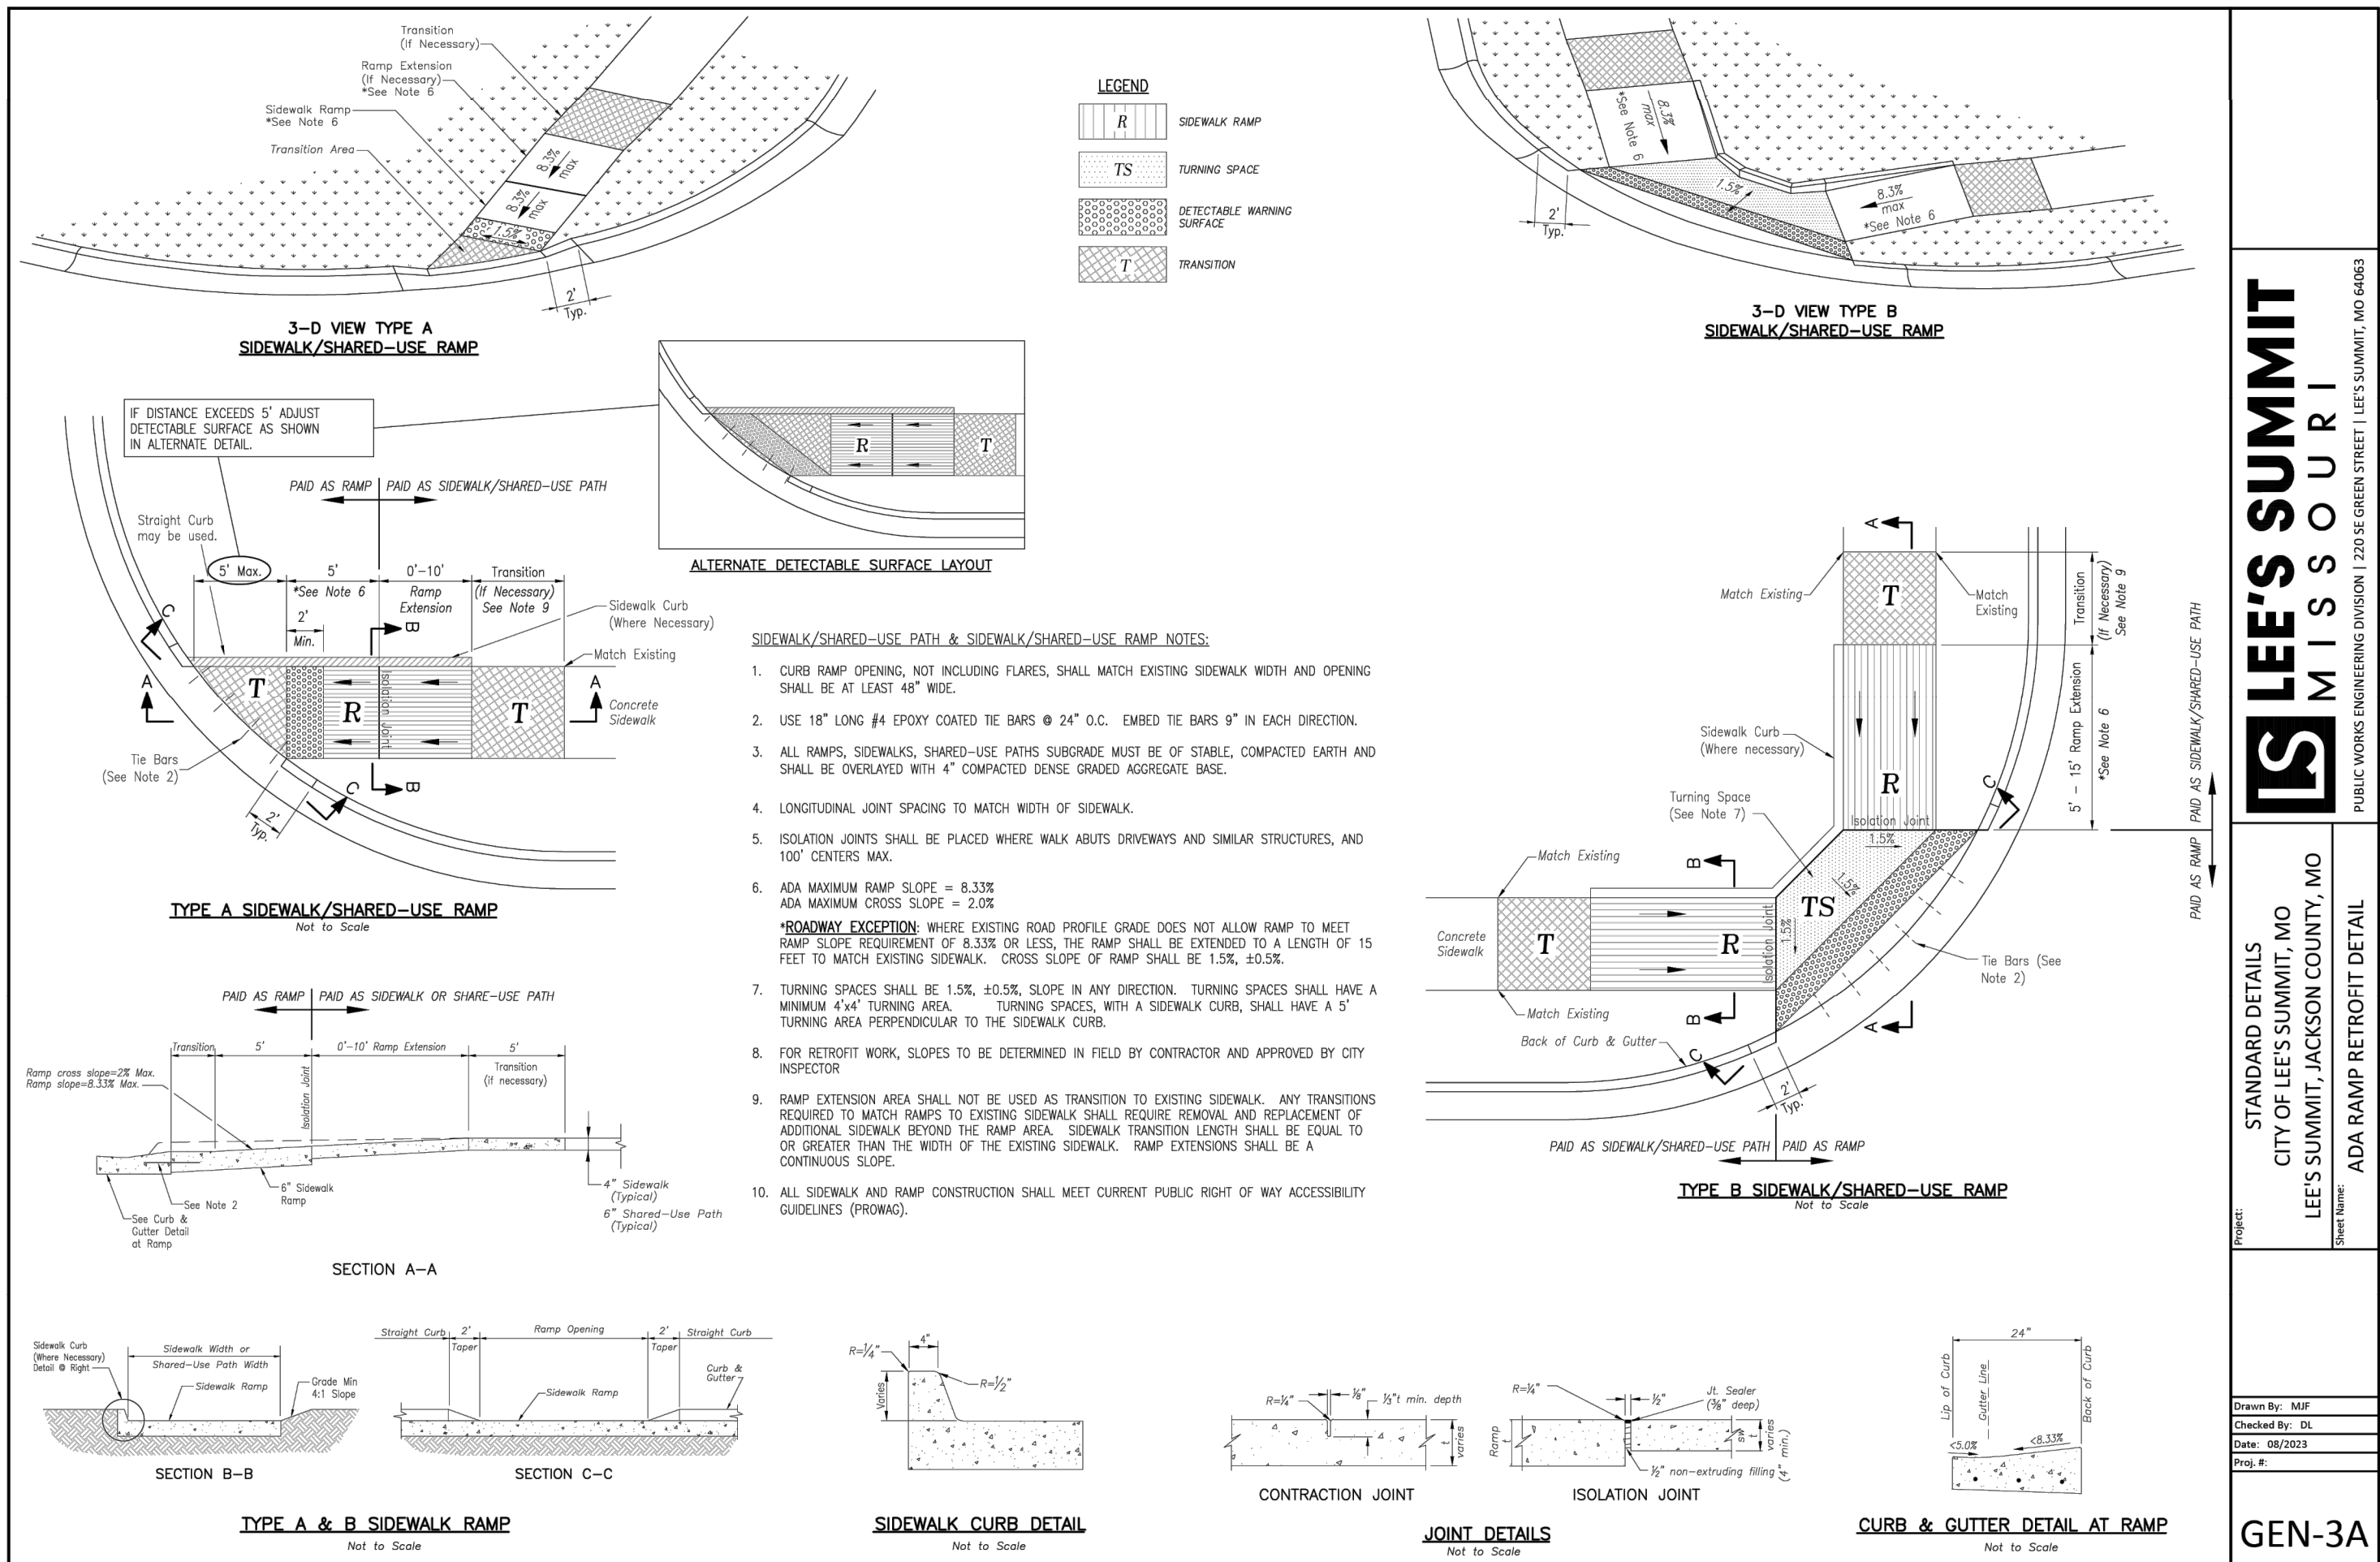 Transition
(If Necessary)
Ramp Extension
(If Necessary)
*See Note 6
Sidewalk Ramp
*See Note 6
Transition Area
8.3%
max
8.3%
max
1.5%
2'
Typ.
3-D VIEW TYPE A
SIDEWALK/SHARED-USE RAMP
LEGEND
R
SIDEWALK RAMP
TS
TURNING SPACE
DETECTABLE WARNING
SURFACE
T
TRANSITION
*See Note 6
8.3%
max
1.5%
8.3%
max
*See Note 6
2'
Typ.
3-D VIEW TYPE B
SIDEWALK/SHARED-USE RAMP
IF DISTANCE EXCEEDS 5' ADJUST
DETECTABLE SURFACE AS SHOWN
IN ALTERNATE DETAIL.
R
T
ALTERNATE DETECTABLE SURFACE LAYOUT
PAID AS RAMP
PAID AS SIDEWALK/SHARED-USE PATH
Straight Curb
may be used.
5' Max.
5'
*See Note 6
0'-10'
Ramp
Extension
Transition
(If Necessary)
See Note 9
2'
Min.
Sidewalk Curb
(Where Necessary)
Match Existing
Concrete
Sidewalk
C
B
A
T
R
Isolation Joint
T
A
Tie Bars
(See Note 2)
C
B
2'
Typ.
TYPE A SIDEWALK/SHARED-USE RAMP
Not to Scale
PAID AS RAMP
PAID AS SIDEWALK OR SHARE-USE PATH
Transition
5'
0'-10' Ramp Extension
5'
Transition
(if necessary)
Ramp cross slope=2% Max.
Ramp slope=8.33% Max.
Isolation Joint
6" Sidewalk
Ramp
See Note 2
See Curb &
Gutter Detail
at Ramp
4" Sidewalk
(Typical)
6" Shared-Use Path
(Typical)
SECTION A-A
SIDEWALK/SHARED-USE PATH & SIDEWALK/SHARED-USE RAMP NOTES:
1. CURB RAMP OPENING, NOT INCLUDING FLARES, SHALL MATCH EXISTING SIDEWALK WIDTH AND OPENING
SHALL BE AT LEAST 48" WIDE.
2. USE 18" LONG #4 EPOXY COATED TIE BARS @ 24" O.C. EMBED TIE BARS 9" IN EACH DIRECTION.
3. ALL RAMPS, SIDEWALKS, SHARED-USE PATHS SUBGRADE MUST BE OF STABLE, COMPACTED EARTH AND
SHALL BE OVERLAYED WITH 4" COMPACTED DENSE GRADED AGGREGATE BASE.
4. LONGITUDINAL JOINT SPACING TO MATCH WIDTH OF SIDEWALK.
5. ISOLATION JOINTS SHALL BE PLACED WHERE WALK ABUTS DRIVEWAYS AND SIMILAR STRUCTURES, AND
100' CENTERS MAX.
6. ADA MAXIMUM RAMP SLOPE = 8.33%
ADA MAXIMUM CROSS SLOPE = 2.0%
*ROADWAY EXCEPTION: WHERE EXISTING ROAD PROFILE GRADE DOES NOT ALLOW RAMP TO MEET
RAMP SLOPE REQUIREMENT OF 8.33% OR LESS, THE RAMP SHALL BE EXTENDED TO A LENGTH OF 15
FEET TO MATCH EXISTING SIDEWALK. CROSS SLOPE OF RAMP SHALL BE 1.5%, ±0.5%.
7. TURNING SPACES SHALL BE 1.5%, ±0.5%, SLOPE IN ANY DIRECTION. TURNING SPACES SHALL HAVE A
MINIMUM 4'x4' TURNING AREA. TURNING SPACES, WITH A SIDEWALK CURB, SHALL HAVE A 5'
TURNING AREA PERPENDICULAR TO THE SIDEWALK CURB.
8. FOR RETROFIT WORK, SLOPES TO BE DETERMINED IN FIELD BY CONTRACTOR AND APPROVED BY CITY
INSPECTOR
9. RAMP EXTENSION AREA SHALL NOT BE USED AS TRANSITION TO EXISTING SIDEWALK. ANY TRANSITIONS
REQUIRED TO MATCH RAMPS TO EXISTING SIDEWALK SHALL REQUIRE REMOVAL AND REPLACEMENT OF
ADDITIONAL SIDEWALK BEYOND THE RAMP AREA. SIDEWALK TRANSITION LENGTH SHALL BE EQUAL TO
OR GREATER THAN THE WIDTH OF THE EXISTING SIDEWALK. RAMP EXTENSIONS SHALL BE A
CONTINUOUS SLOPE.
10. ALL SIDEWALK AND RAMP CONSTRUCTION SHALL MEET CURRENT PUBLIC RIGHT OF WAY ACCESSIBILITY
GUIDELINES (PROWAG).
A
Match Existing
T
Match
Existing
Transition
(If Necessary)
See Note 9
Sidewalk Curb
(Where necessary)
5' - 15' Ramp Extension
*See Note 6
R
C
Turning Space
(See Note 7)
Isolation Joint
1.5%
PAID AS RAMP
PAID AS SIDEWALK/SHARED-USE PATH
Match Existing
B
1.5%
TS
Concrete
Sidewalk
T
R
Isolation Joint
1.5%
Tie Bars (See
Note 2)
Match Existing
B
A
Back of Curb & Gutter
C
2'
Typ.
PAID AS SIDEWALK/SHARED-USE PATH
PAID AS RAMP
TYPE B SIDEWALK/SHARED-USE RAMP
Not to Scale
Sidewalk Curb
(Where Necessary)
Detail @ Right
Sidewalk Width or
Shared-Use Path Width
Sidewalk Ramp
Grade Min
4:1 Slope
SECTION B-B
Straight Curb
2'
Taper
Ramp Opening
2'
Taper
Straight Curb
Curb &
Gutter
Sidewalk Ramp
SECTION C-C
TYPE A & B SIDEWALK RAMP
Not to Scale
4"
R=¼"
R=½"
Varies
SIDEWALK CURB DETAIL
Not to Scale
R=¼"
⅛"
⅓"t min. depth
t
varies
CONTRACTION JOINT
R=¼"
½"
Jt. Sealer
(⅜" deep)
Ramp
t
sw
t
varies
(4" min.)
½" non-extruding filling
ISOLATION JOINT
JOINT DETAILS
Not to Scale
24"
Lip of Curb
Gutter Line
Back of Curb
<5.0%
<8.33%
CURB & GUTTER DETAIL AT RAMP
Not to Scale
LS
LEE'S SUMMIT
MISSOURI
PUBLIC WORKS ENGINEERING DIVISION | 220 SE GREEN STREET | LEE'S SUMMIT, MO 64063
Project:
STANDARD DETAILS
CITY OF LEE'S SUMMIT, MO
LEE'S SUMMIT, JACKSON COUNTY, MO
Sheet Name:
ADA RAMP RETROFIT DETAIL
Drawn By: MJF
Checked By: DL
Date: 08/2023
Proj. #:
GEN-3A